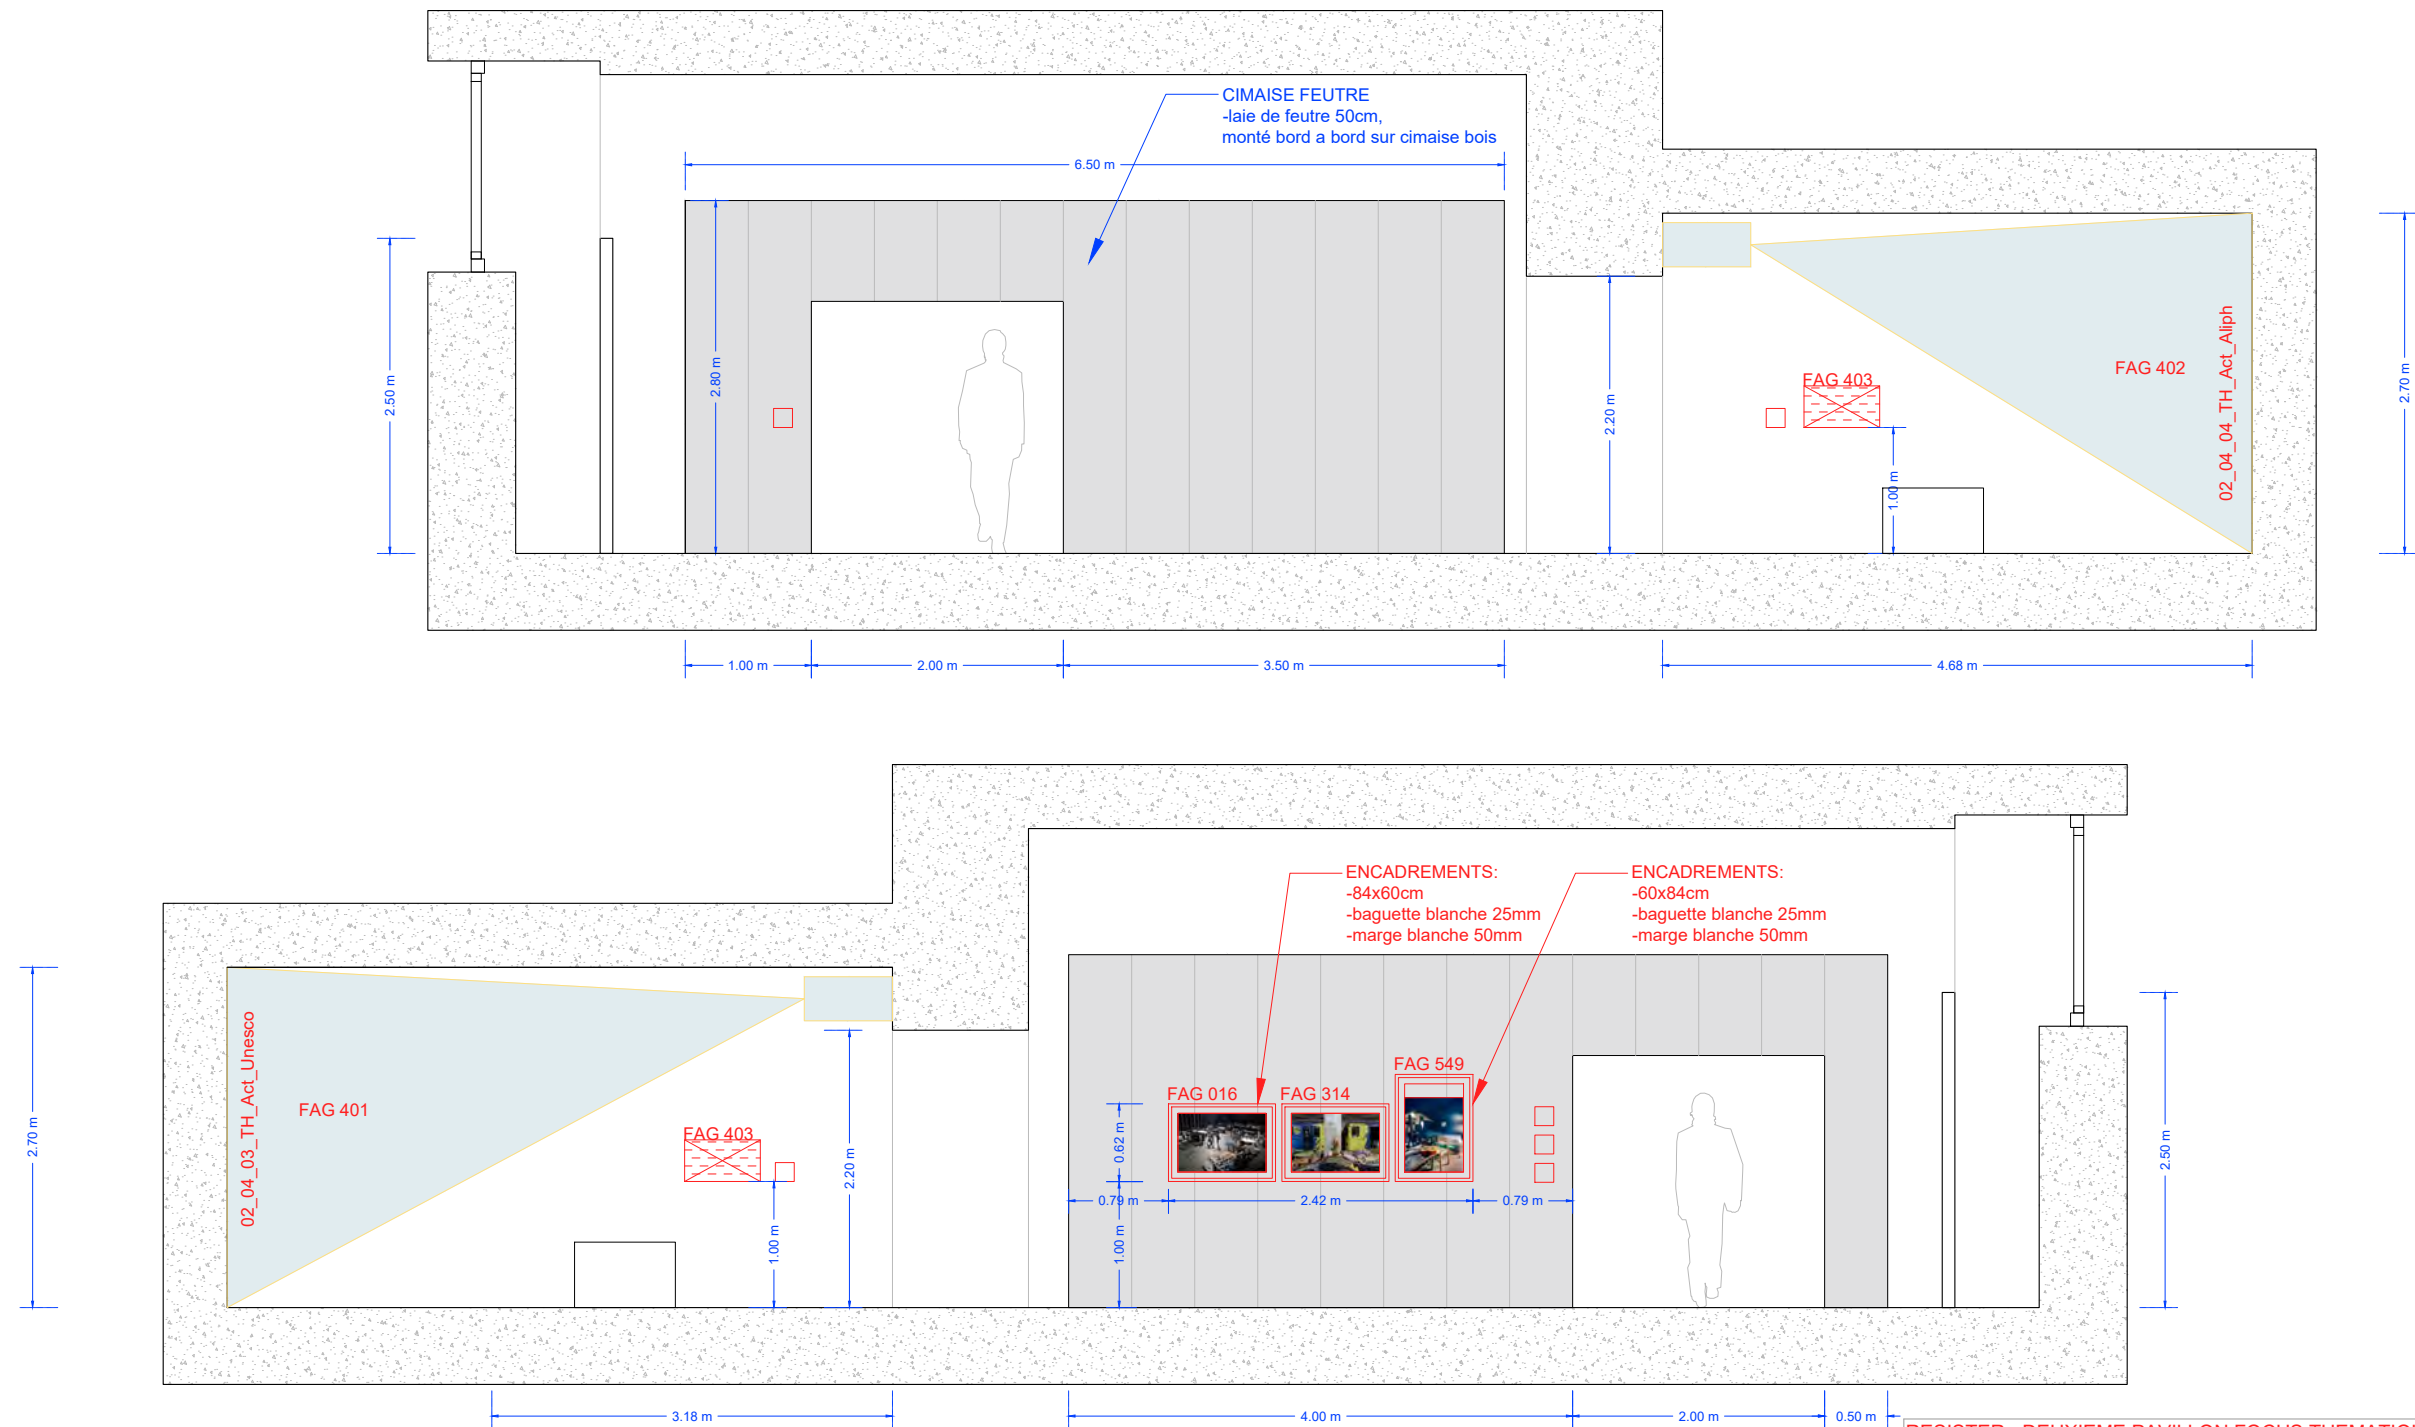 CIMAISE FEUTRE
-laie de feutre 50cm,
monté bord a bord sur cimaise bois
6.50 m
2.50 m
2.80 m
2.20 m
FAG 403
1.00 m
FAG 402
02_04_04_TH_Act_Aliph
2.70 m
1.00 m
2.00 m
3.50 m
4.68 m
ENCADREMENTS:
-84x60cm
-baguette blanche 25mm
-marge blanche 50mm
ENCADREMENTS:
-60x84cm
-baguette blanche 25mm
-marge blanche 50mm
2.70 m
02_04_03_TH_Act_Unesco
FAG 401
FAG 403
1.00 m
2.20 m
FAG 016
FAG 314
FAG 549
0.62 m
0.79 m
2.42 m
0.79 m
1.00 m
2.50 m
3.18 m
4.00 m
2.00 m
0.50 m